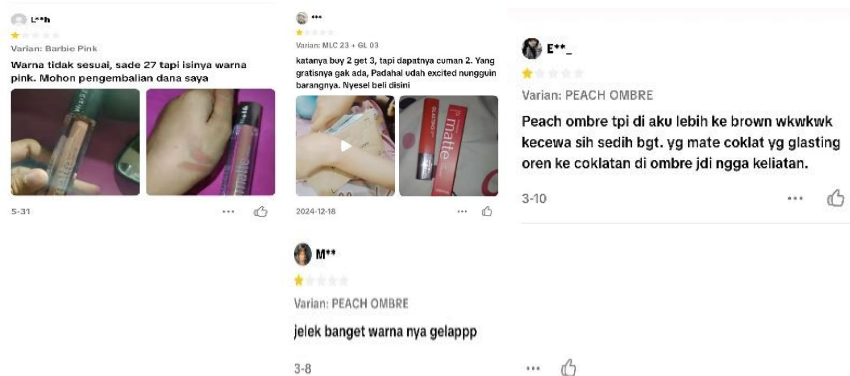 L**h
Varian: Barbie Pink
Warna tidak sesuai, sade 27 tapi isinya warna
pink. Mohon pengembalian dana saya
matte
5-31
***
Varian: MLC 23 + GL 03
katanya buy 2 get 3, tapi dapatnya cuman 2. Yang
gratisnya gak ada, Padahal udah excited nungguin
barangnya. Nyesel beli disini
matte
2024-12-18
E**_
Varian: PEACH OMBRE
Peach ombre tpi di aku lebih ke brown wkwkwk
kecewa sih sedih bgt. yg mate coklat yg glasting
oren ke coklatan di ombre jdi ngga keliatan.
3-10
M**
Varian: PEACH OMBRE
jelek banget warna nya gelappp
3-8